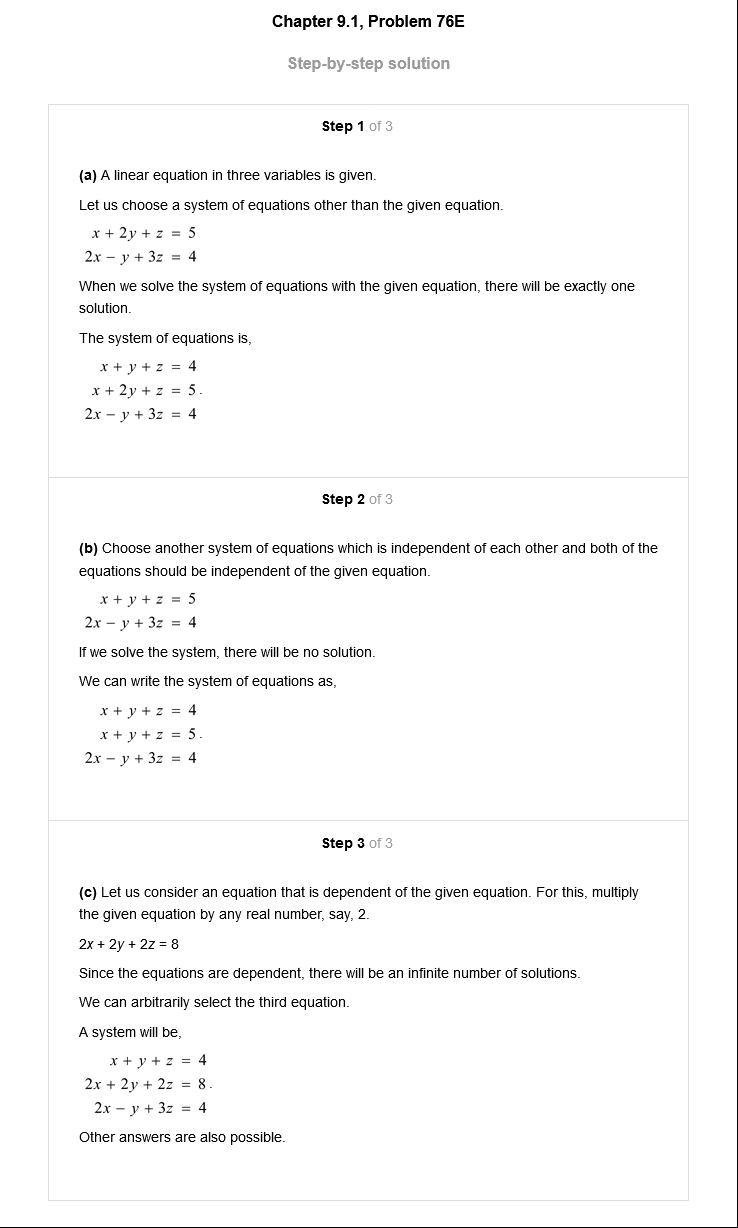 Chapter 9.1, Problem 76E
Step-by-step solution
Step 1 of 3
(a) A linear equation in three variables is given.
Let us choose a system of equations other than the given equation.
x + 2y + z = 5
2x − y + 3z = 4
When we solve the system of equations with the given equation, there will be exactly one
solution.
The system of equations is,
x + y + z = 4
x + 2y + z = 5 .
2x − y + 3z = 4
Step 2 of 3
(b) Choose another system of equations which is independent of each other and both of the
equations should be independent of the given equation.
x + y + z = 5
2x − y + 3z = 4
If we solve the system, there will be no solution.
We can write the system of equations as,
x + y + z = 4
x + y + z = 5 .
2x − y + 3z = 4
Step 3 of 3
(c) Let us consider an equation that is dependent of the given equation. For this, multiply
the given equation by any real number, say, 2.
2x + 2y + 2z = 8
Since the equations are dependent, there will be an infinite number of solutions.
We can arbitrarily select the third equation.
A system will be,
x + y + z = 4
2x + 2y + 2z = 8 .
2x − y + 3z = 4
Other answers are also possible.